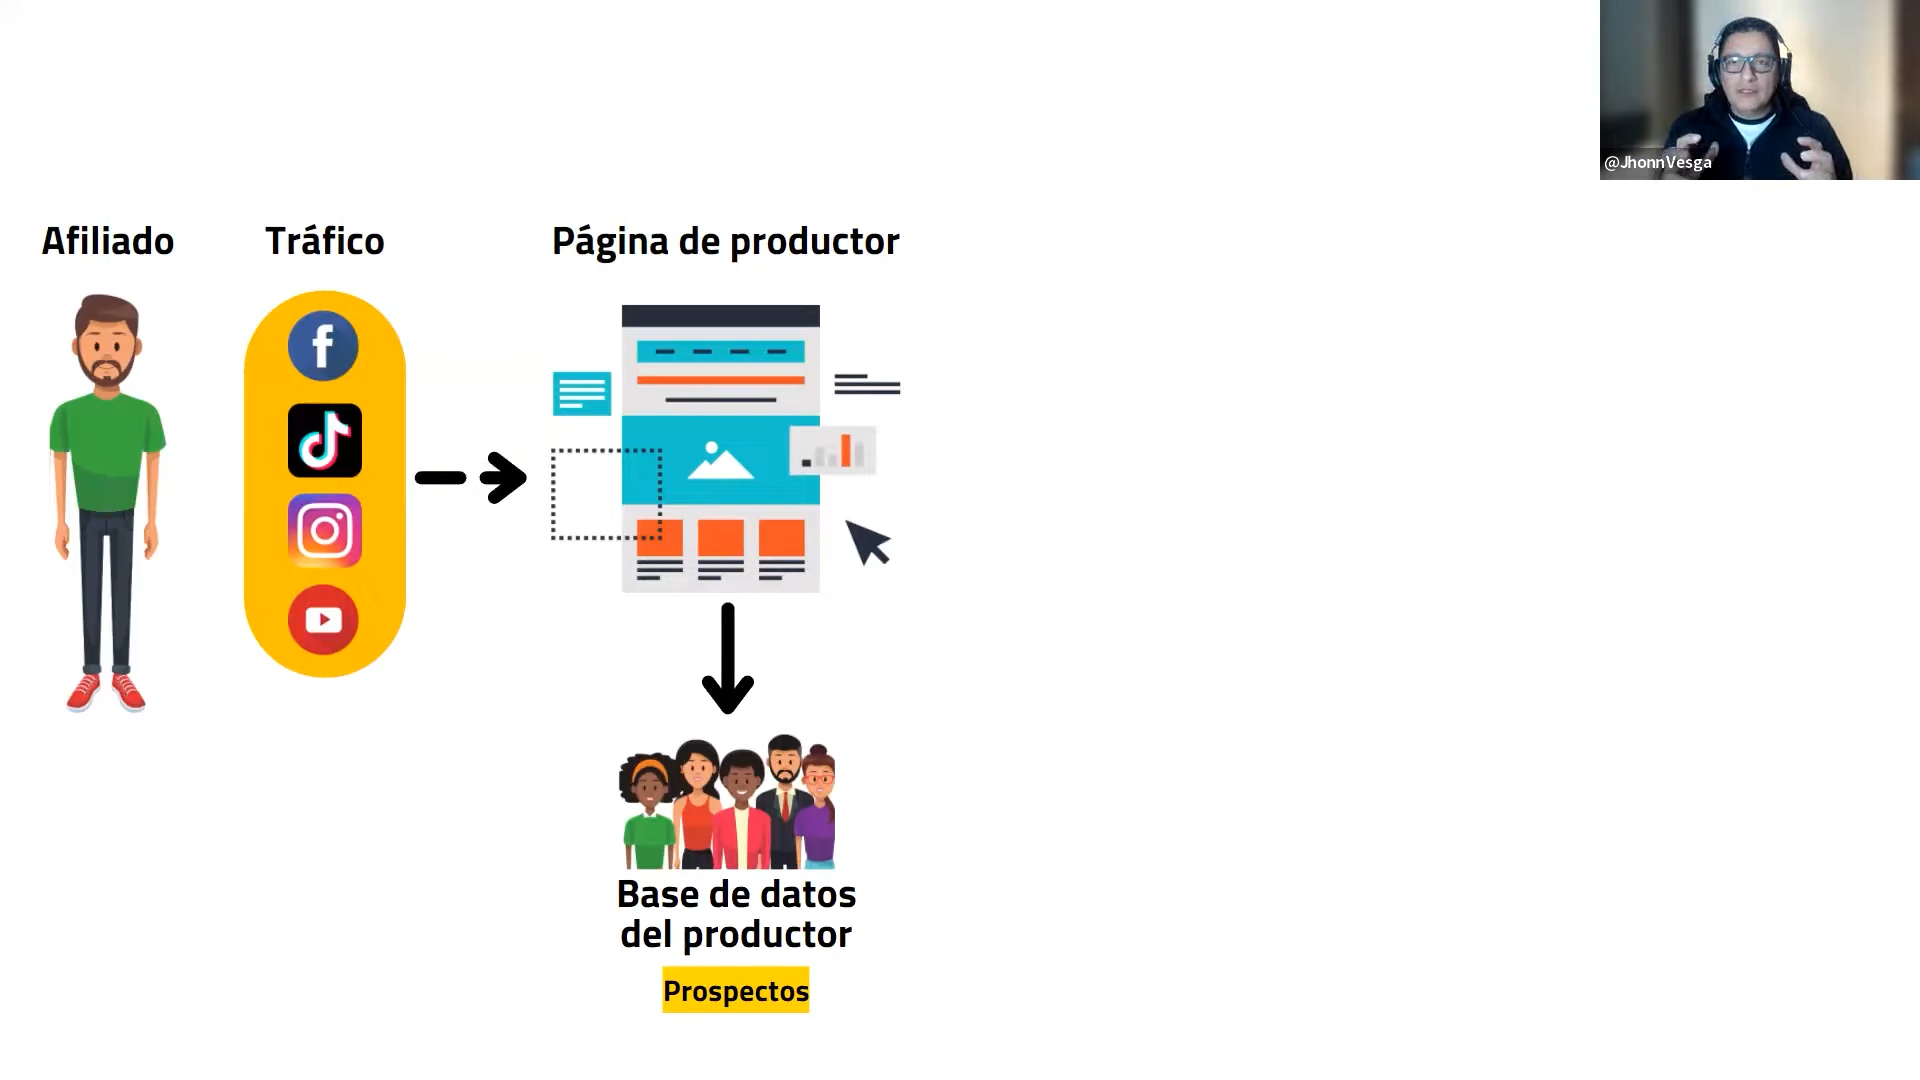 @JhonnVesga
Afiliado
Tráfico
Página de productor
Base de datos
del productor
Prospectos